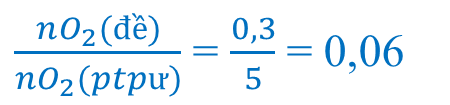 nO₂(đề) / nO₂(ptpư) = 0,3 / 5 = 0,06